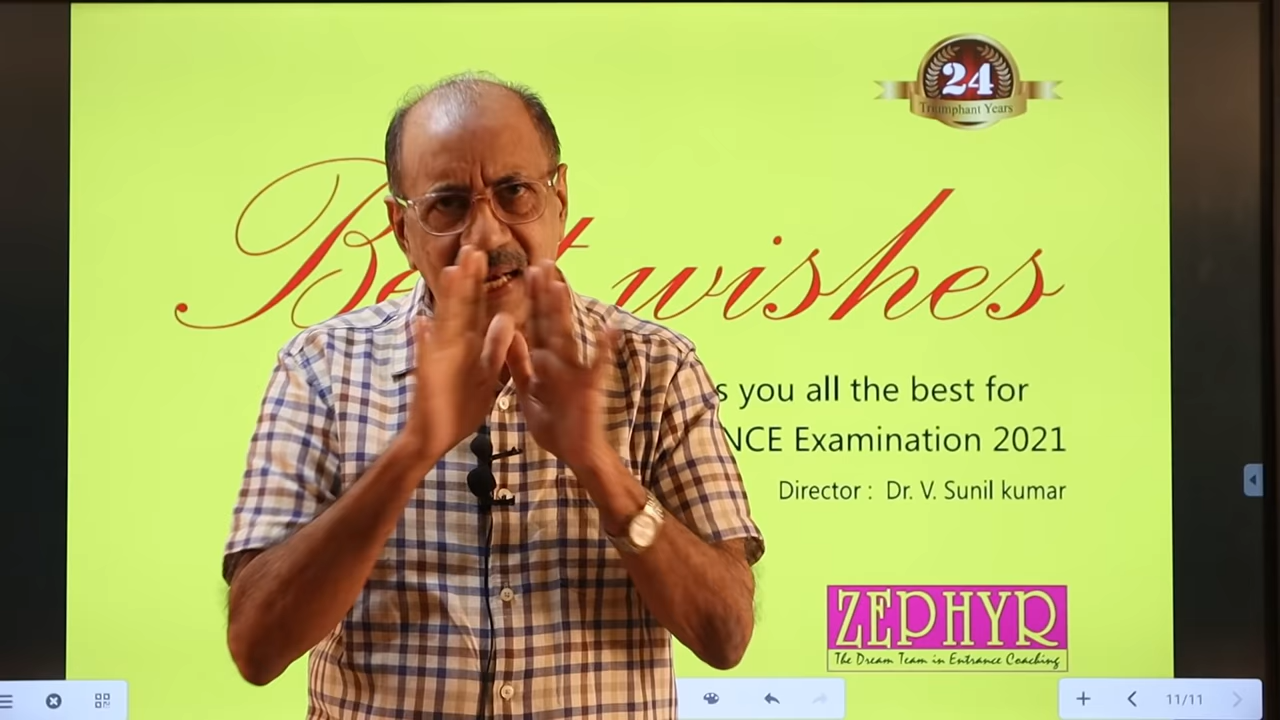 24
Triumphant Years
Best wishes
s you all the best for
NCE Examination 2021
Director : Dr. V. Sunil kumar
ZEPHYR
The Dream Team in Entrance Coaching
11/11